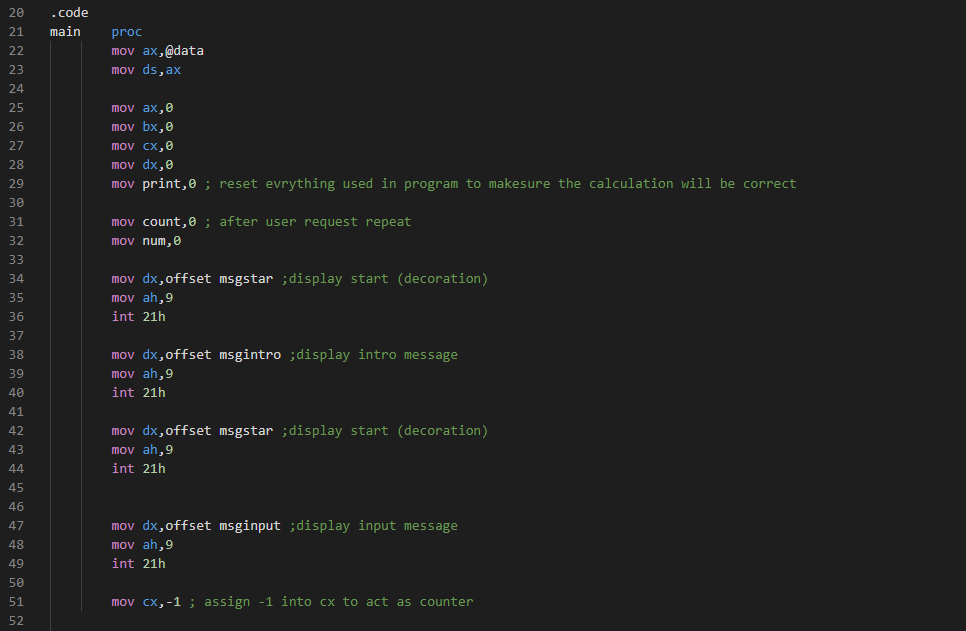 20 .code
21 main proc
22 mov ax,@data
23 mov ds,ax
24
25 mov ax,0
26 mov bx,0
27 mov cx,0
28 mov dx,0
29 mov print,0 ; reset evrything used in program to makesure the calculation will be correct
30
31 mov count,0 ; after user request repeat
32 mov num,0
33
34 mov dx,offset msgstar ;display start (decoration)
35 mov ah,9
36 int 21h
37
38 mov dx,offset msgintro ;display intro message
39 mov ah,9
40 int 21h
41
42 mov dx,offset msgstar ;display start (decoration)
43 mov ah,9
44 int 21h
45
46
47 mov dx,offset msginput ;display input message
48 mov ah,9
49 int 21h
50
51 mov cx,-1 ; assign -1 into cx to act as counter
52